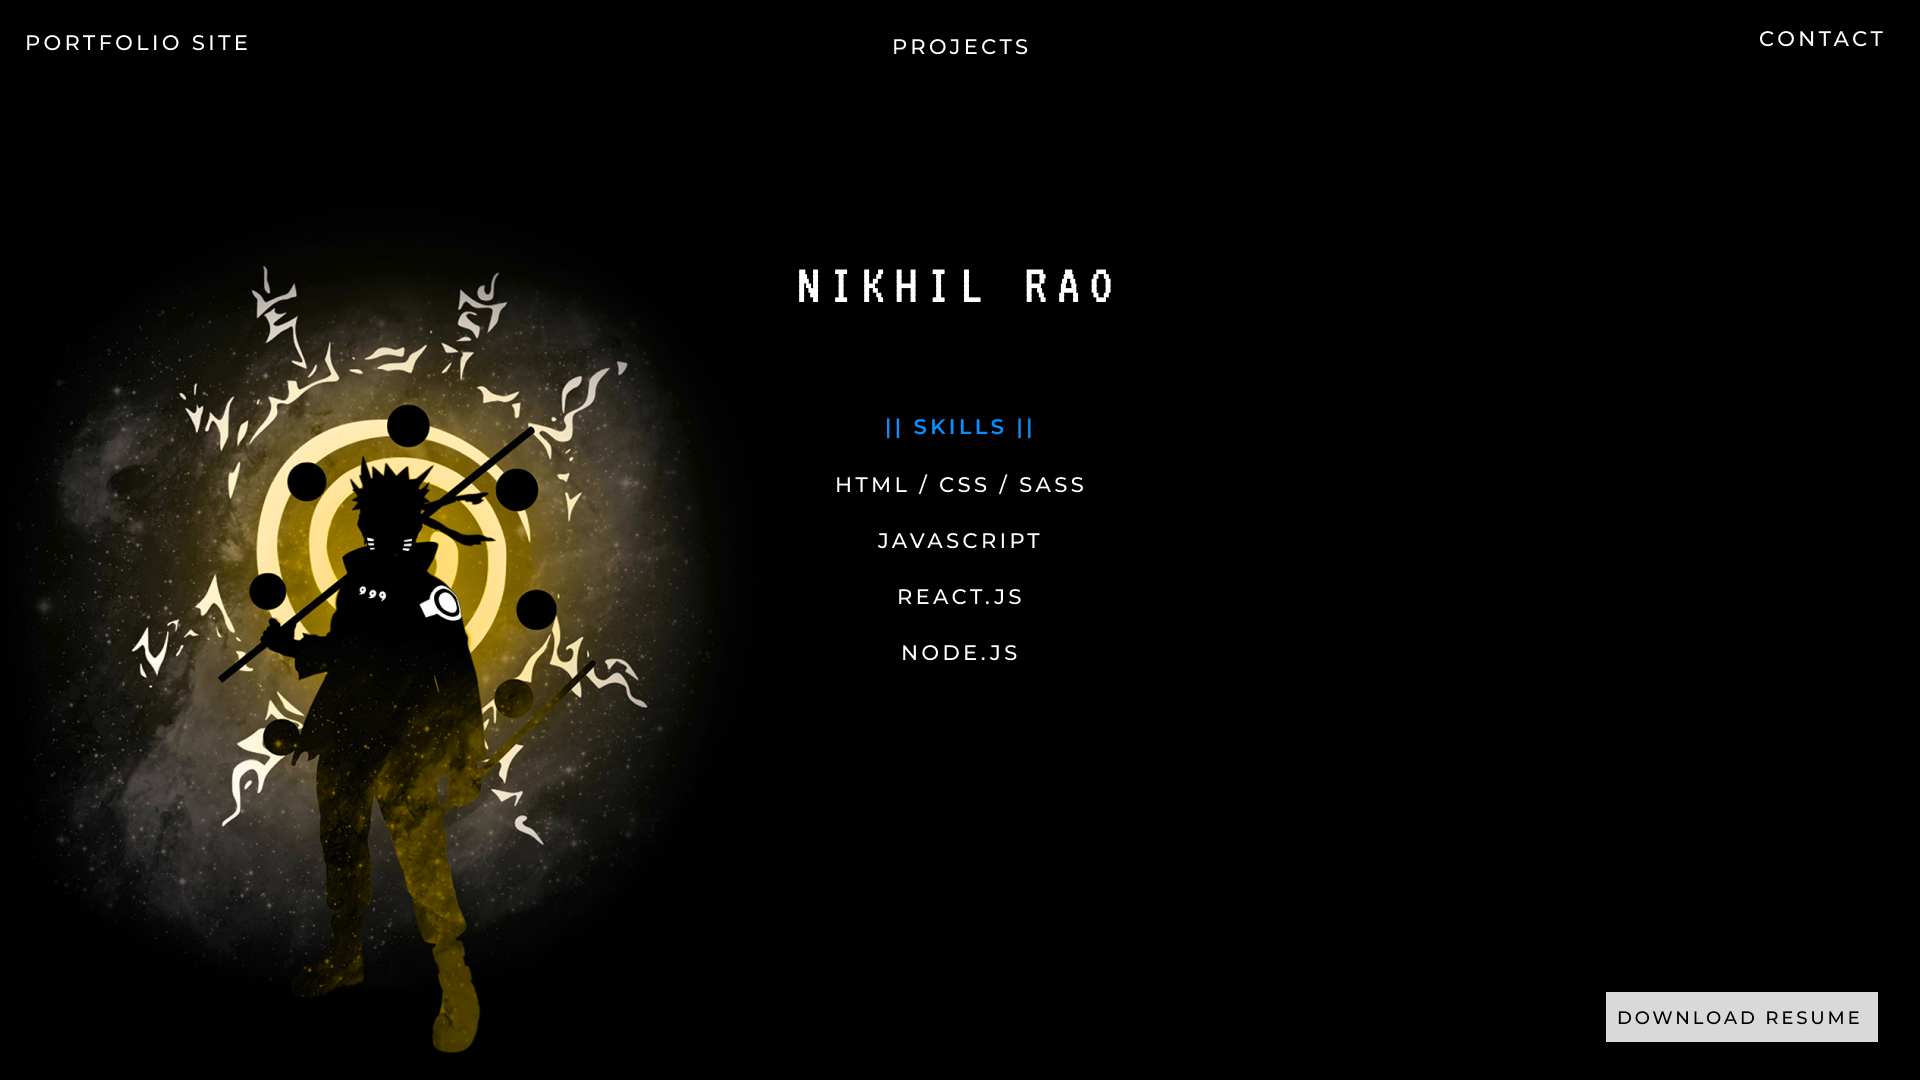 PORTFOLIO SITE
PROJECTS
CONTACT
NIKHIL RAO
|| SKILLS ||
HTML / CSS / SASS
JAVASCRIPT
REACT.JS
NODE.JS
DOWNLOAD RESUME